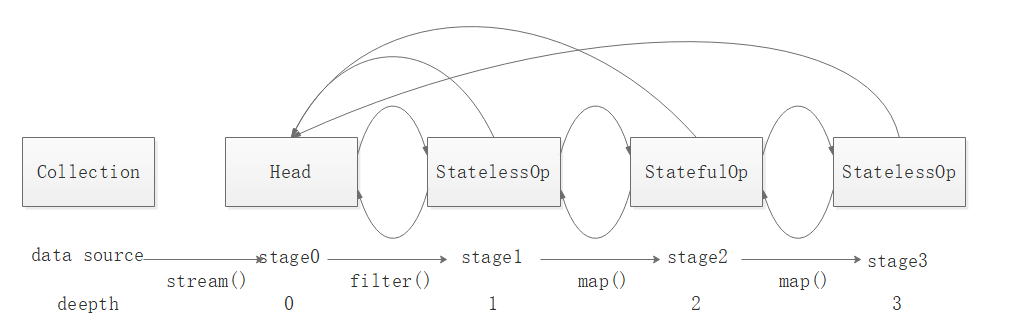 Collection Head StatelessOp StatefulOp StatelessOp
data source stage0 stage1 stage2 stage3
stream() filter() map() map()
deepth 0 1 2 3